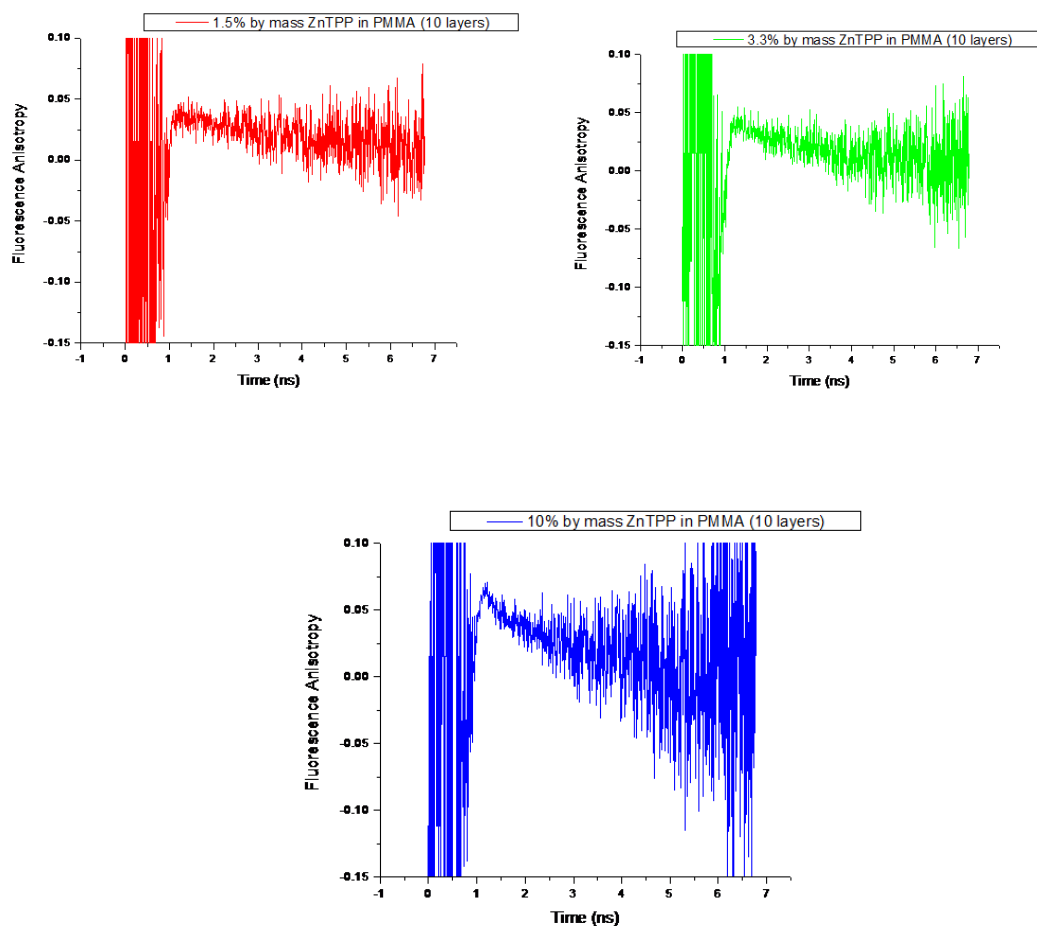 1.5% by mass ZnTPP in PMMA (10 layers)
0.10
0.05
0.00
-0.05
-0.10
-0.15
Fluorescence Anisotropy
-1 0 1 2 3 4 5 6 7
Time (ns)
3.3% by mass ZnTPP in PMMA (10 layers)
0.10
0.05
0.00
-0.05
-0.10
-0.15
Fluorescence Anisotropy
-1 0 1 2 3 4 5 6 7
Time (ns)
10% by mass ZnTPP in PMMA (10 layers)
0.10
0.05
0.00
-0.05
-0.10
-0.15
Fluorescence Anisotropy
-1 0 1 2 3 4 5 6 7
Time (ns)